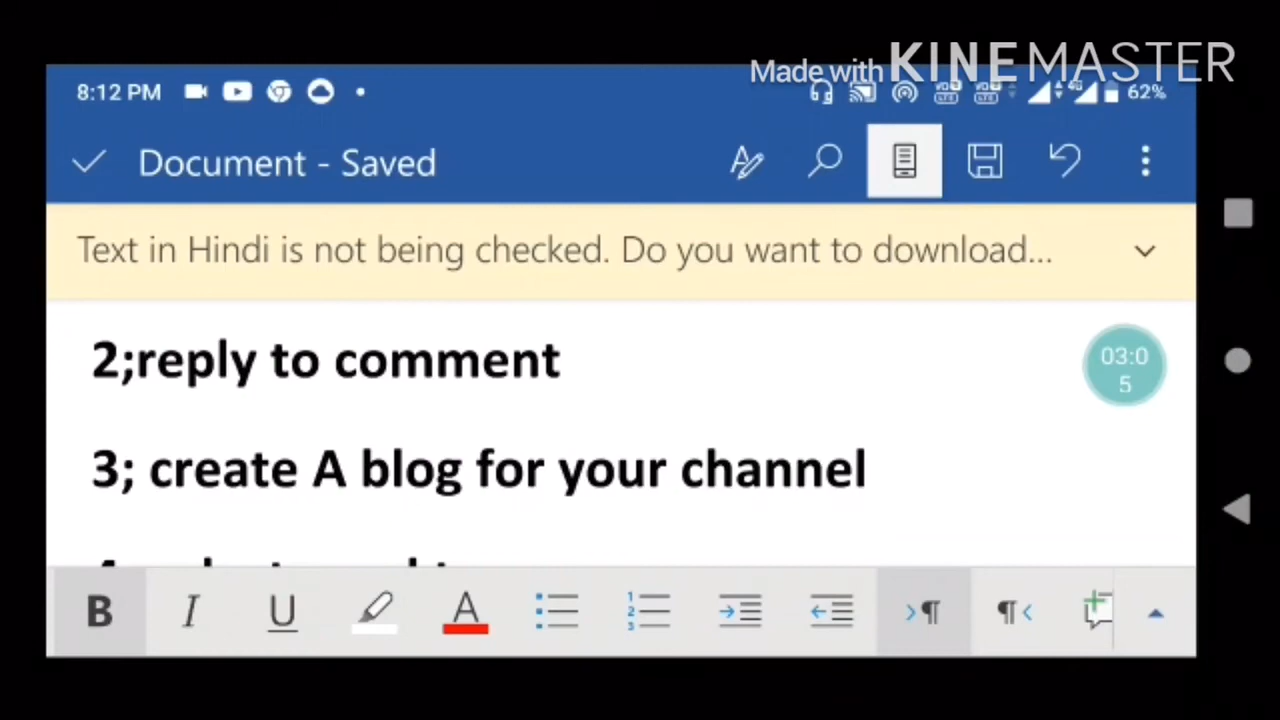 Made with KINEMASTER
8:12 PM
62%
Document - Saved
Text in Hindi is not being checked. Do you want to download...
2;reply to comment
03:0
5
3; create A blog for your channel
B I U A